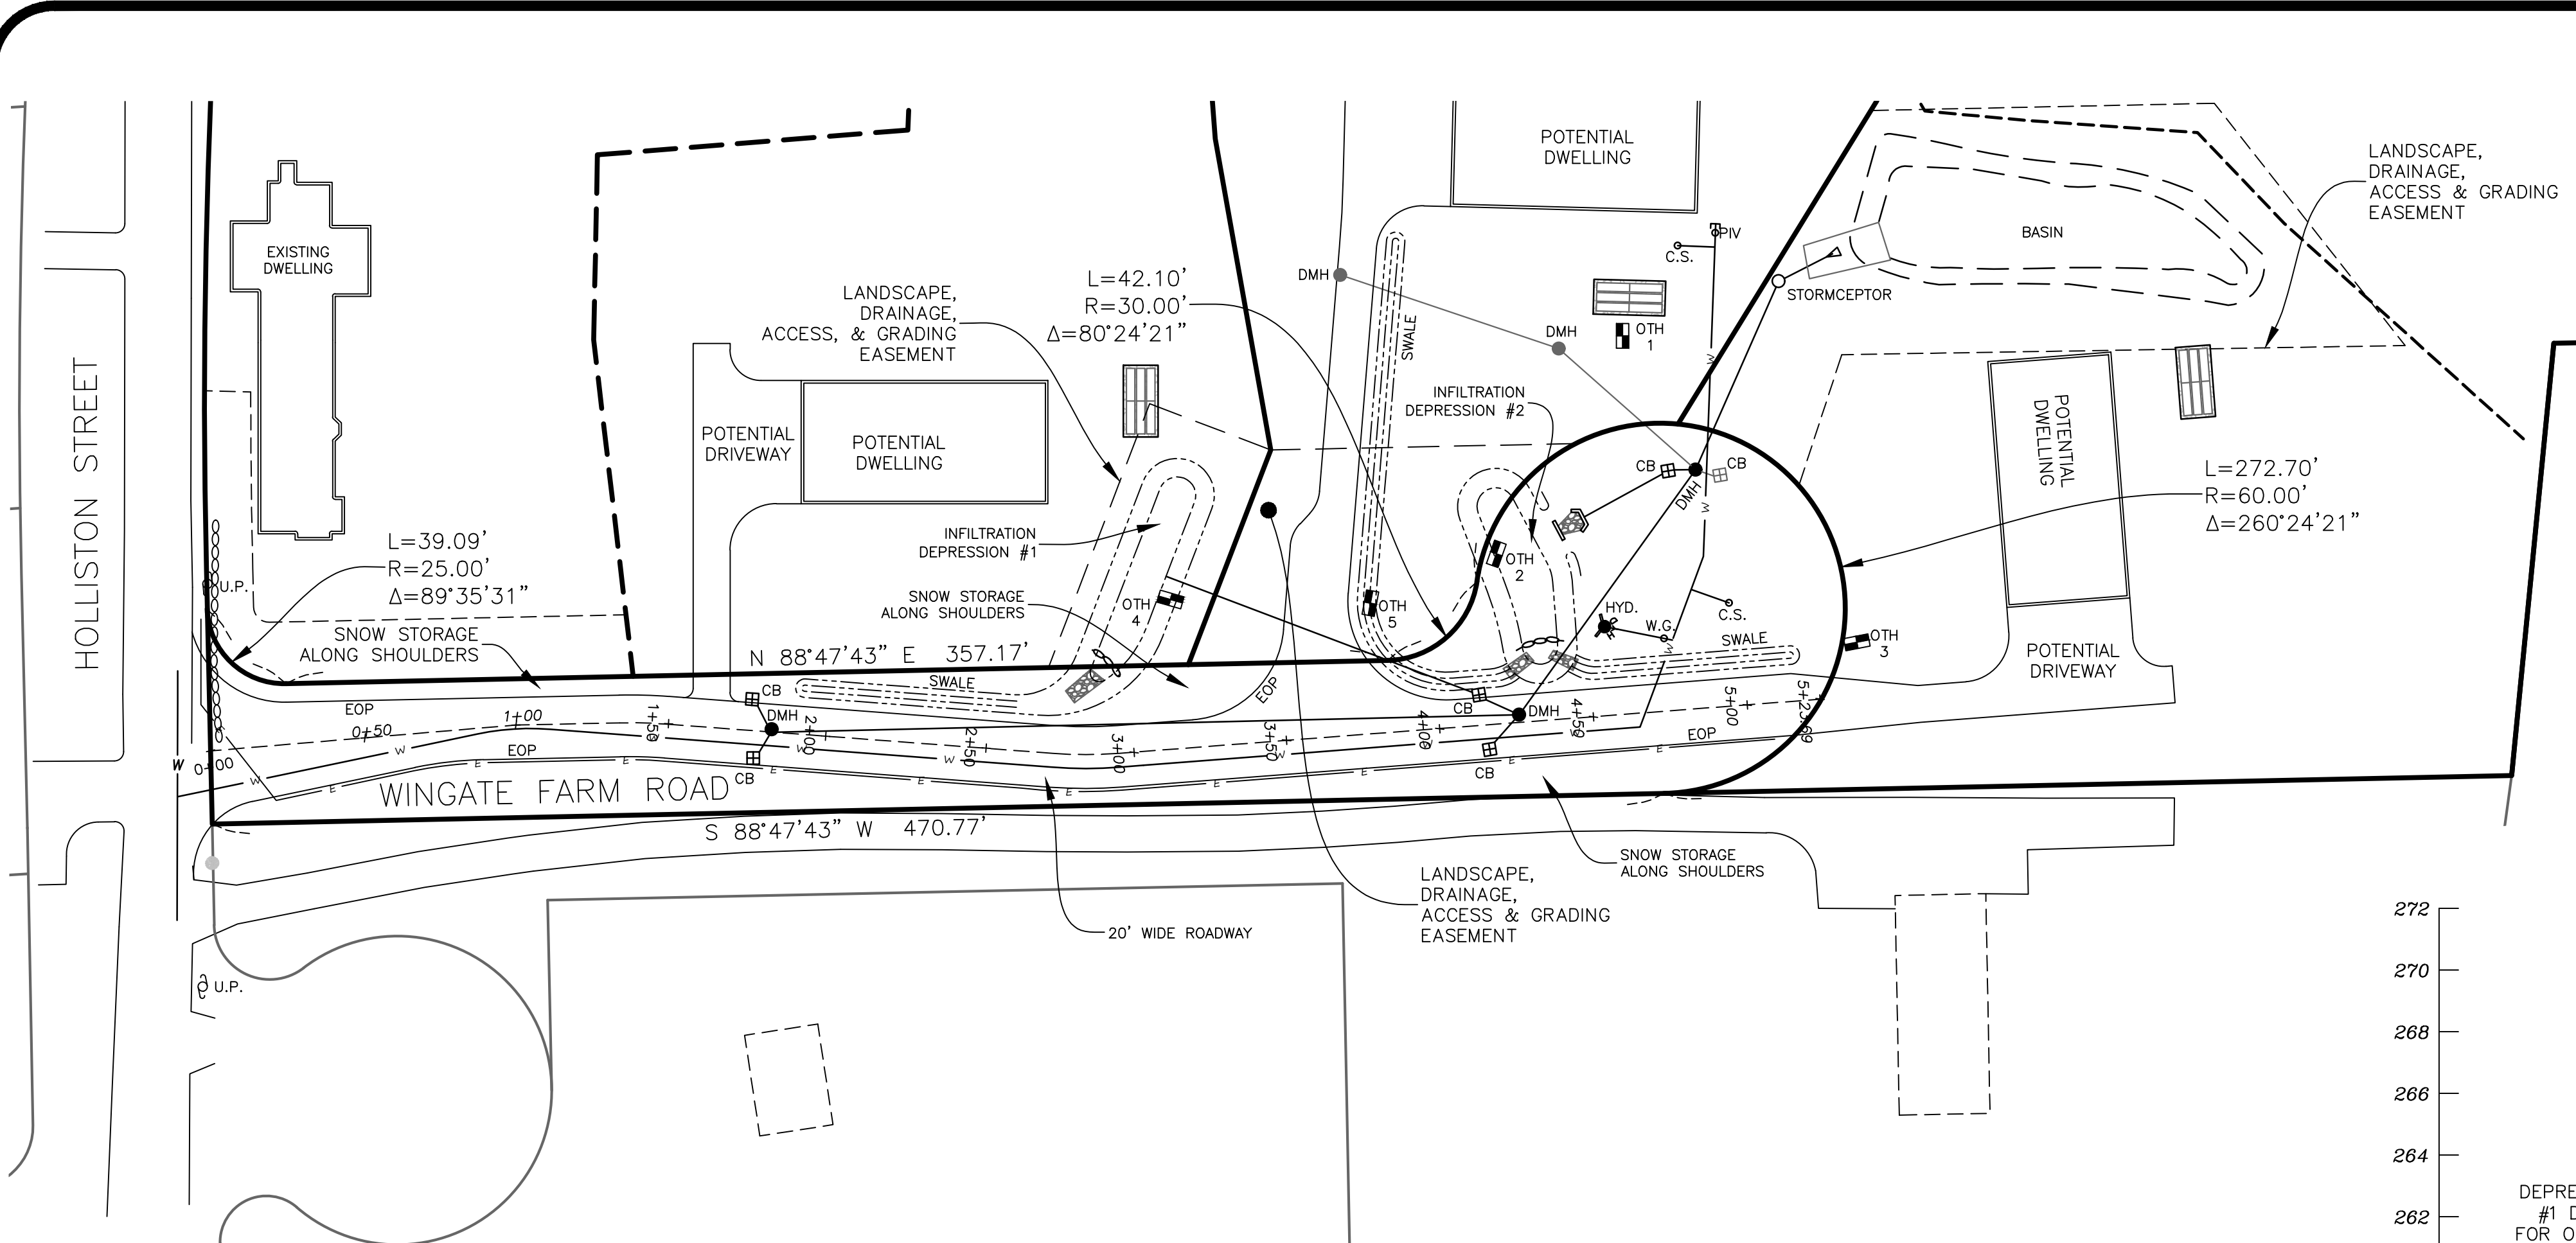 POTENTIAL
DWELLING
LANDSCAPE,
DRAINAGE,
ACCESS & GRADING
EASEMENT
EXISTING
DWELLING
HOLLISTON STREET
LANDSCAPE,
DRAINAGE,
ACCESS, & GRADING
EASEMENT
L=42.10'
R=30.00'
Δ=80°24'21"
DMH
SWALE
DMH
OTH
1
PIV
C.S.
STORMCEPTOR
BASIN
INFILTRATION
DEPRESSION #2
POTENTIAL
DRIVEWAY
POTENTIAL
DWELLING
POTENTIAL
DWELLING
CB
CB
DMH
L=272.70'
R=60.00'
Δ=260°24'21"
INFILTRATION
DEPRESSION #1
L=39.09'
R=25.00'
Δ=89°35'31"
U.P.
SNOW STORAGE
ALONG SHOULDERS
SNOW STORAGE
ALONG SHOULDERS
OTH
4
OTH
5
OTH
2
HYD.
W.G.
C.S.
SWALE
OTH
3
POTENTIAL
DRIVEWAY
N 88°47'43" E 357.17'
SWALE
EOP
CB
DMH
CB
EOP
EOP
CB
DMH
CB
EOP
W
0+00
0+50
1+00
1+50
2+00
2+50
3+00
3+50
4+00
4+50
5+00
5+23.69
W
W
W
W
W
W
W
W
W
E
E
E
E
E
E
E
E
E
E
WINGATE FARM ROAD
S 88°47'43" W 470.77'
SNOW STORAGE
ALONG SHOULDERS
LANDSCAPE,
DRAINAGE,
ACCESS & GRADING
EASEMENT
20' WIDE ROADWAY
U.P.
272
270
268
266
264
262
DEPRE
#1
FOR O